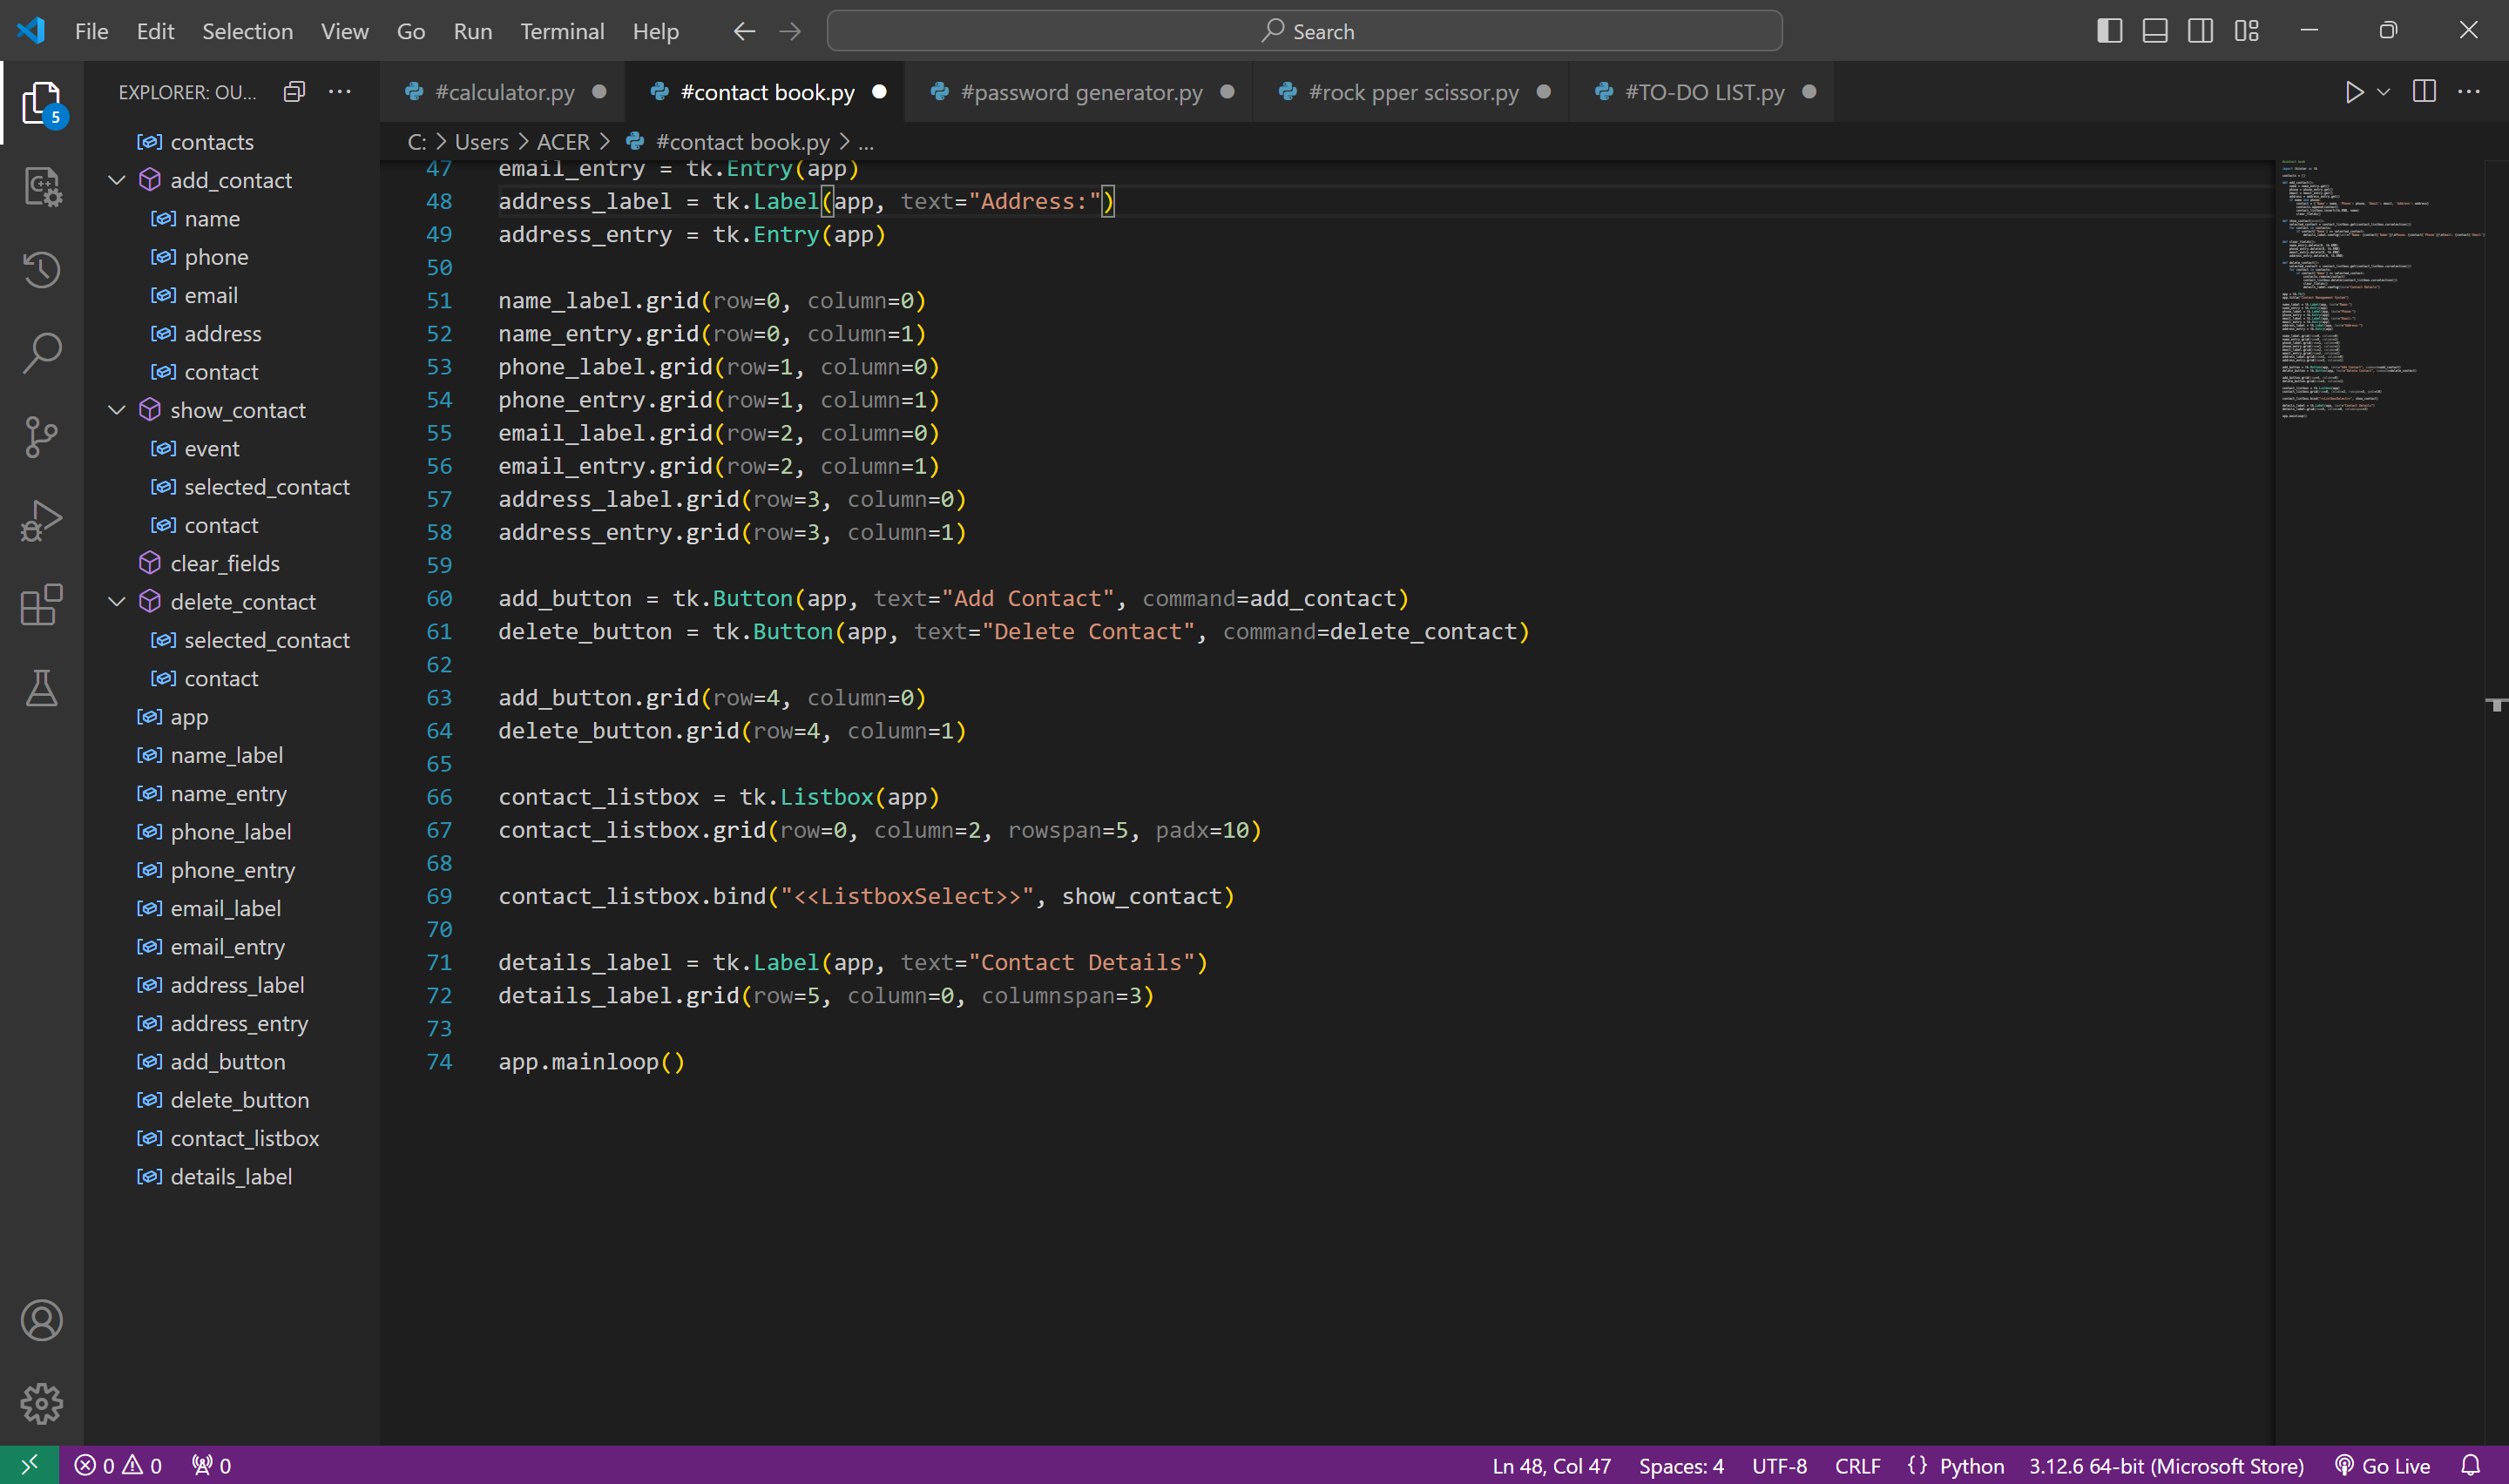 File Edit Selection View Go Run Terminal Help Search
EXPLORER: OU...
#calculator.py #contact book.py #password generator.py #rock pper scissor.py #TO-DO LIST.py
5
C: > Users > ACER > #contact book.py > ...
contacts
add_contact
name
phone
email
address
contact
show_contact
event
selected_contact
contact
clear_fields
delete_contact
selected_contact
contact
app
name_label
name_entry
phone_label
phone_entry
email_label
email_entry
address_label
address_entry
add_button
delete_button
contact_listbox
details_label
47 email_entry = tk.Entry(app)
48 address_label = tk.Label(app, text="Address:")
49 address_entry = tk.Entry(app)
50
51 name_label.grid(row=0, column=0)
52 name_entry.grid(row=0, column=1)
53 phone_label.grid(row=1, column=0)
54 phone_entry.grid(row=1, column=1)
55 email_label.grid(row=2, column=0)
56 email_entry.grid(row=2, column=1)
57 address_label.grid(row=3, column=0)
58 address_entry.grid(row=3, column=1)
59
60 add_button = tk.Button(app, text="Add Contact", command=add_contact)
61 delete_button = tk.Button(app, text="Delete Contact", command=delete_contact)
62
63 add_button.grid(row=4, column=0)
64 delete_button.grid(row=4, column=1)
65
66 contact_listbox = tk.Listbox(app)
67 contact_listbox.grid(row=0, column=2, rowspan=5, padx=10)
68
69 contact_listbox.bind("<<ListboxSelect>>", show_contact)
70
71 details_label = tk.Label(app, text="Contact Details")
72 details_label.grid(row=5, column=0, columnspan=3)
73
74 app.mainloop()
0 0 0 Ln 48, Col 47 Spaces: 4 UTF-8 CRLF {} Python 3.12.6 64-bit (Microsoft Store) Go Live